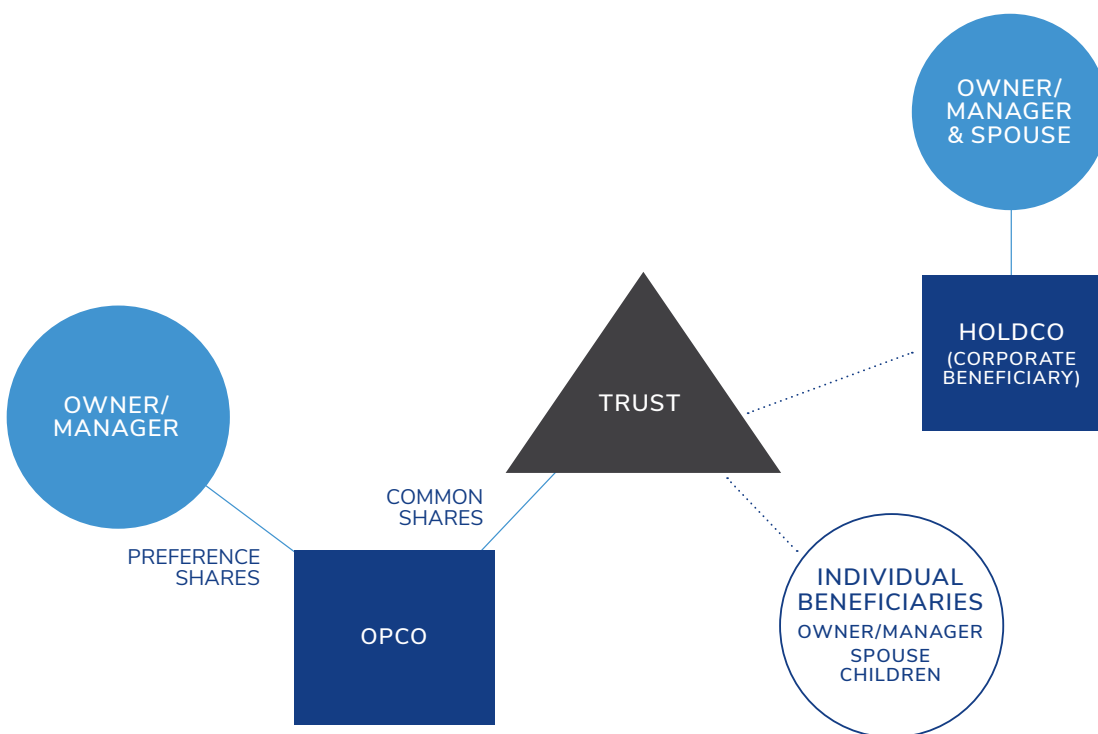 OWNER/
MANAGER
& SPOUSE
HOLDCO
(CORPORATE
BENEFICIARY)
TRUST
OWNER/
MANAGER
COMMON
SHARES
PREFERENCE
SHARES
OPCO
INDIVIDUAL
BENEFICIARIES
OWNER/MANAGER
SPOUSE
CHILDREN